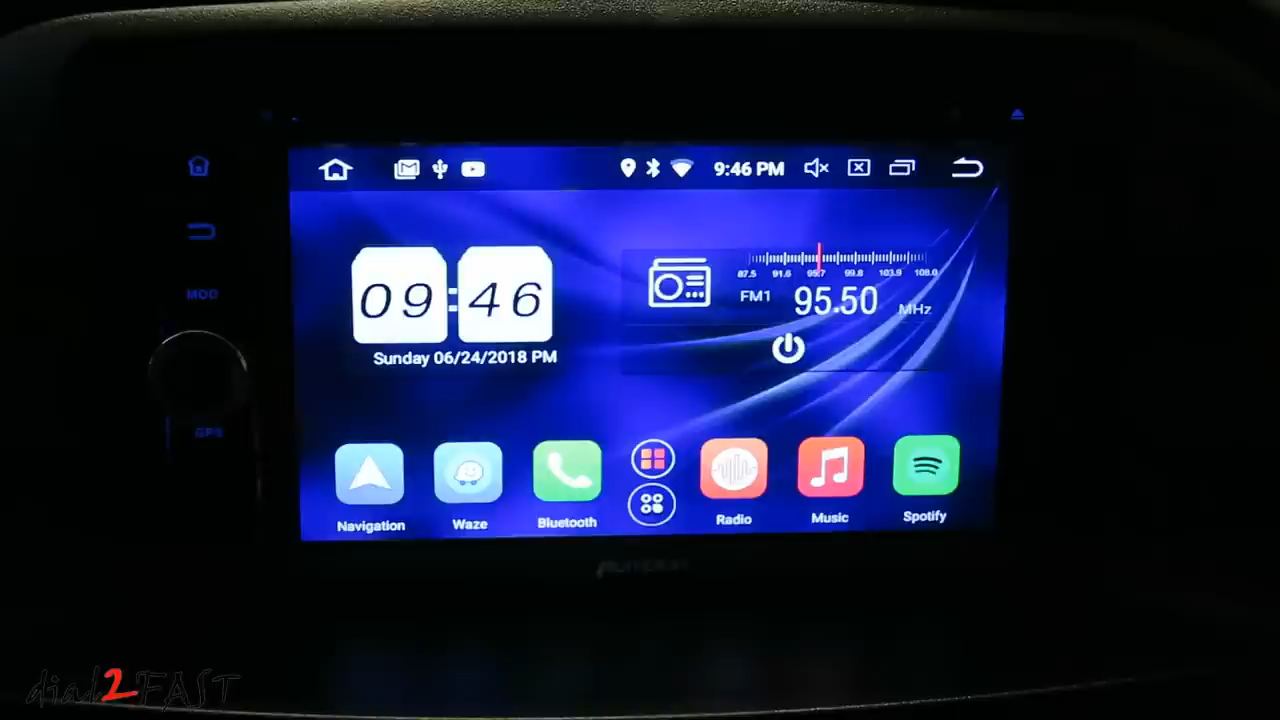 9:46 PM
MOD
GPS
09:46
Sunday 06/24/2018 PM
87.5 91.6 95.7 99.8 103.9 108.0
FM1 95.50 MHz
Navigation Waze Bluetooth Radio Music Spotify
PUMPKIN
dial2FAST